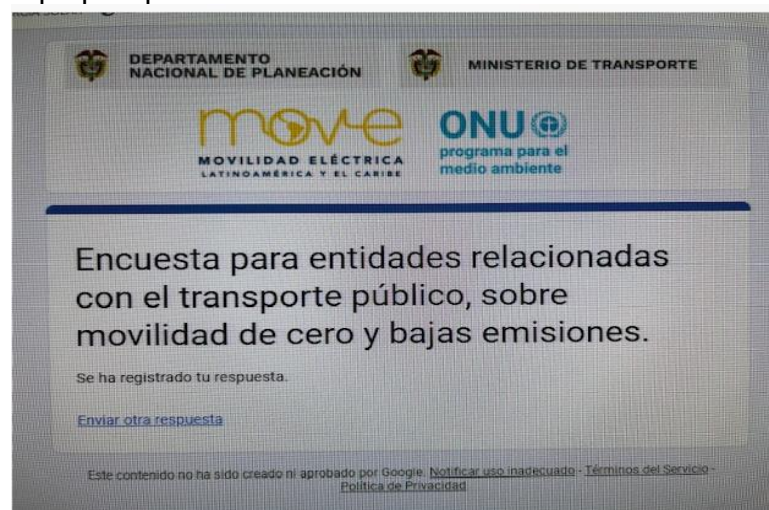 DEPARTAMENTO
NACIONAL DE PLANEACIÓN
MINISTERIO DE TRANSPORTE
move
MOVILIDAD ELÉCTRICA
LATINOAMÉRICA Y EL CARIBE
ONU
programa para el
medio ambiente
Encuesta para entidades relacionadas
con el transporte público, sobre
movilidad de cero y bajas emisiones.
Se ha registrado tu respuesta.
Enviar otra respuesta
Este contenido no ha sido creado ni aprobado por Google. Notificar uso inadecuado - Términos del Servicio -
Política de Privacidad